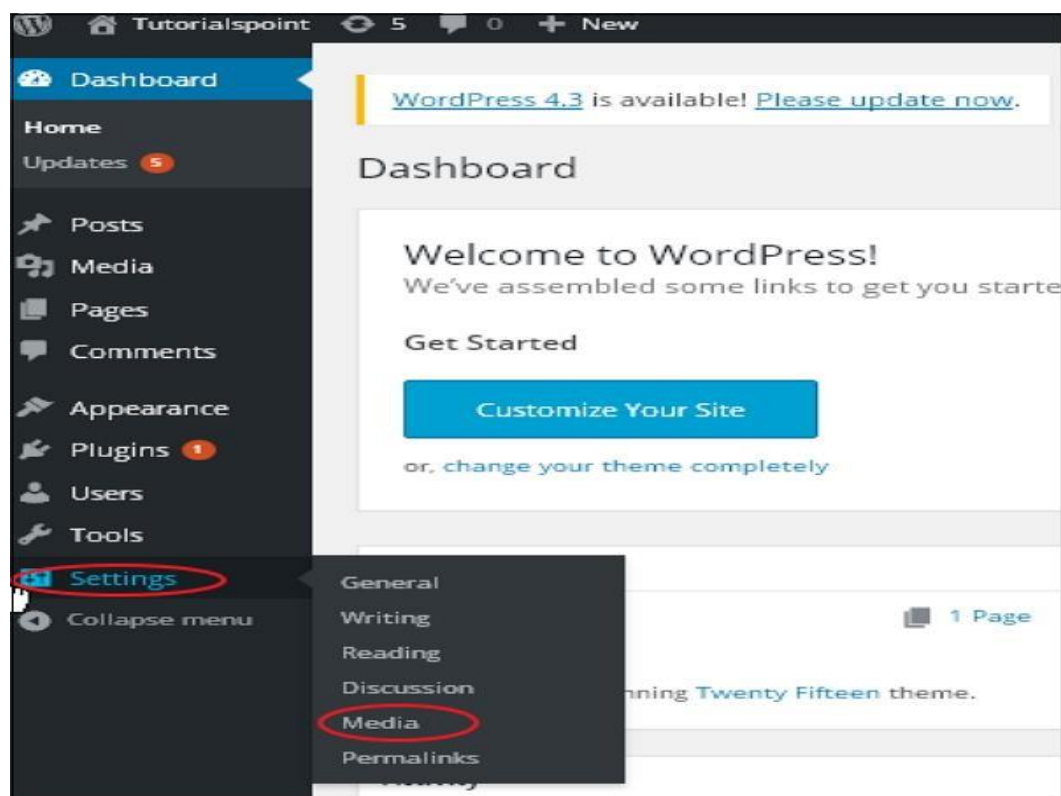 Tutorialspoint 5 0 + New
Dashboard
Home
Updates 5
Posts
Media
Pages
Comments
Appearance
Plugins 1
Users
Tools
Settings
Collapse menu
General
Writing
Reading
Discussion
Media
Permalinks
WordPress 4.3 is available! Please update now.
Dashboard
Welcome to WordPress!
We've assembled some links to get you starte
Get Started
Customize Your Site
or, change your theme completely
1 Page
nning Twenty Fifteen theme.